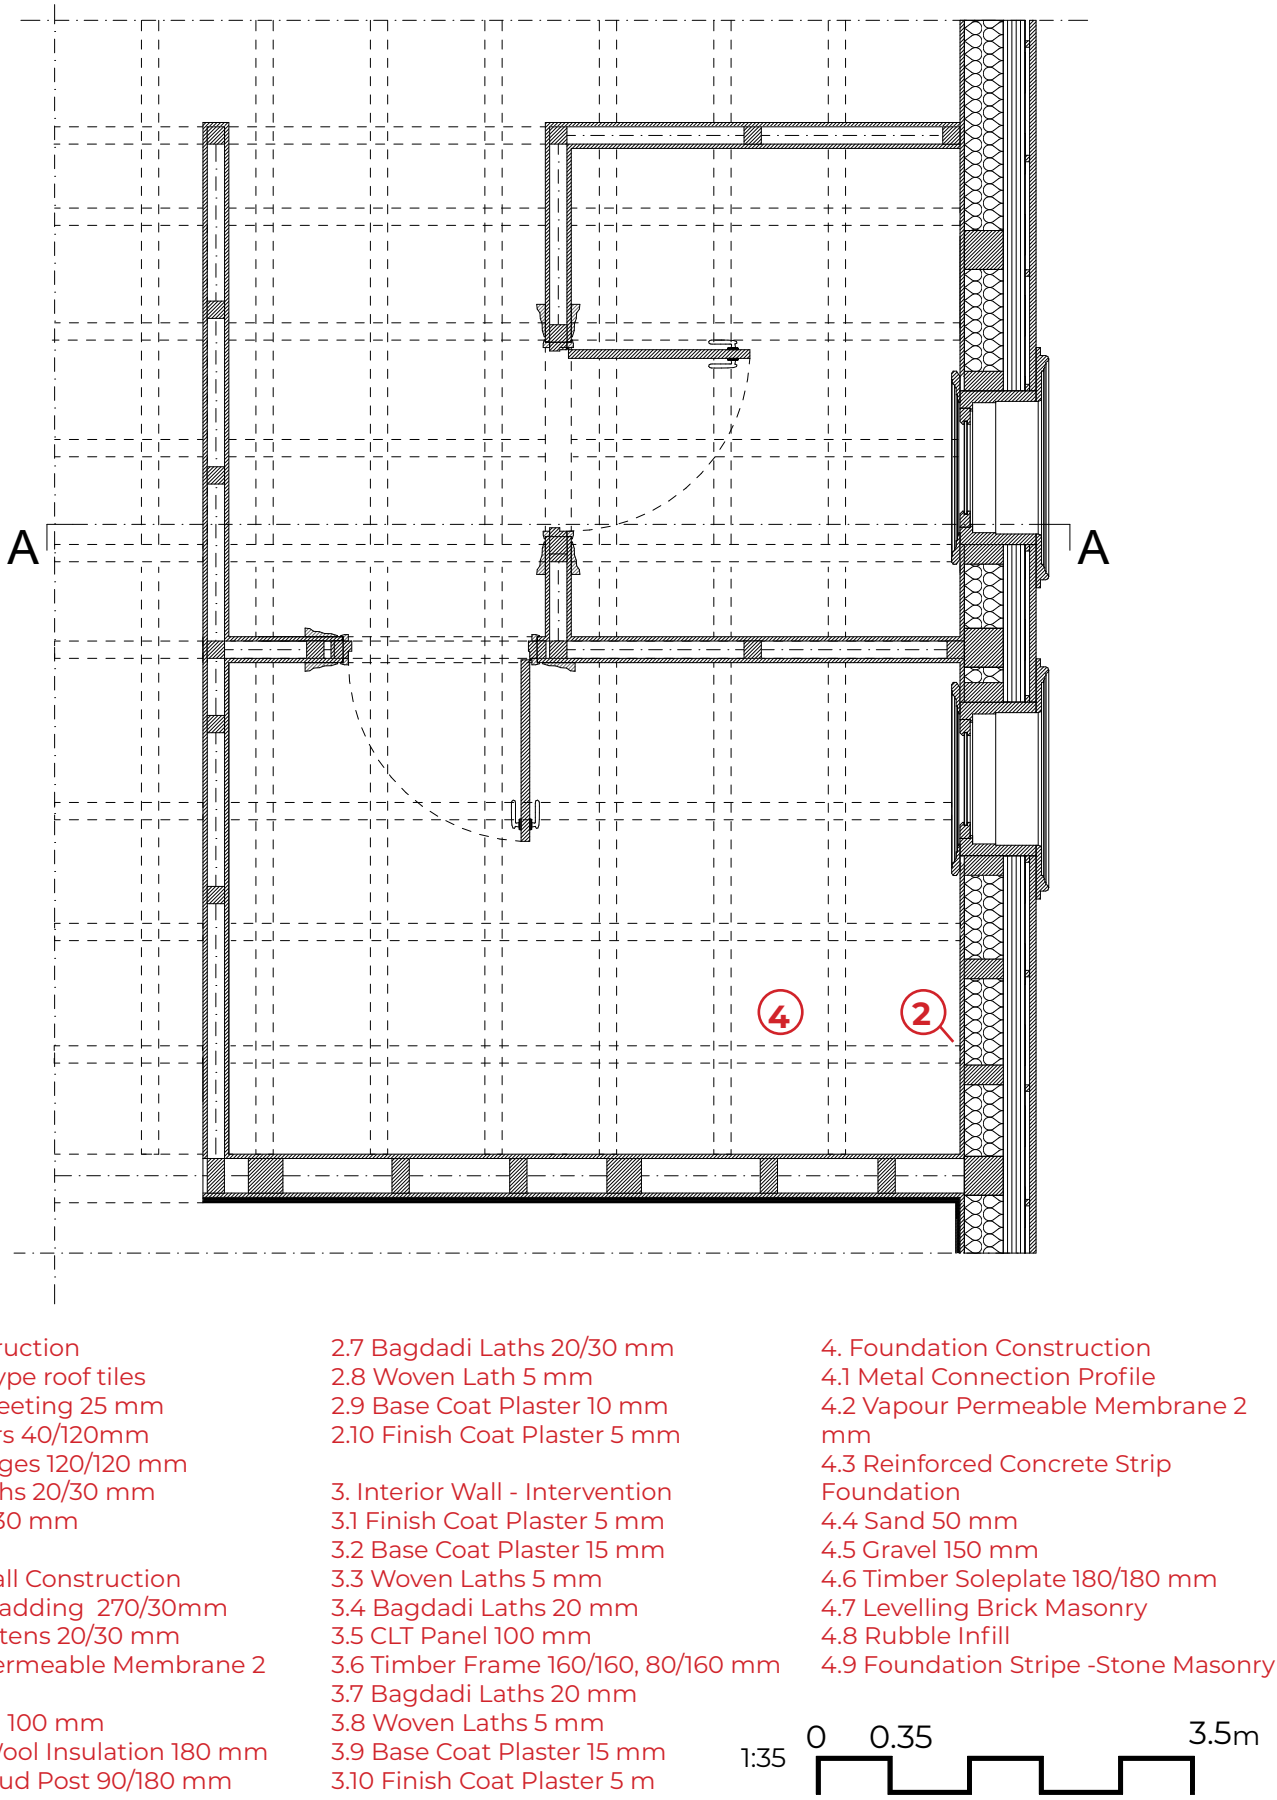 A
A
4
2
ruction
ype roof tiles
eeting 25 mm
rs 40/120mm
ges 120/120 mm
hs 20/30 mm
30 mm
all Construction
adding 270/30mm
tens 20/30 mm
ermeable Membrane 2
100 mm
Wool Insulation 180 mm
ud Post 90/180 mm
2.7 Bagdadi Laths 20/30 mm
2.8 Woven Lath 5 mm
2.9 Base Coat Plaster 10 mm
2.10 Finish Coat Plaster 5 mm
3. Interior Wall - Intervention
3.1 Finish Coat Plaster 5 mm
3.2 Base Coat Plaster 15 mm
3.3 Woven Laths 5 mm
3.4 Bagdadi Laths 20 mm
3.5 CLT Panel 100 mm
3.6 Timber Frame 160/160, 80/160 mm
3.7 Bagdadi Laths 20 mm
3.8 Woven Laths 5 mm
3.9 Base Coat Plaster 15 mm
3.10 Finish Coat Plaster 5 m
4. Foundation Construction
4.1 Metal Connection Profile
4.2 Vapour Permeable Membrane 2
mm
4.3 Reinforced Concrete Strip
Foundation
4.4 Sand 50 mm
4.5 Gravel 150 mm
4.6 Timber Soleplate 180/180 mm
4.7 Levelling Brick Masonry
4.8 Rubble Infill
4.9 Foundation Stripe -Stone Masonry
1:35 0 0.35 3.5m